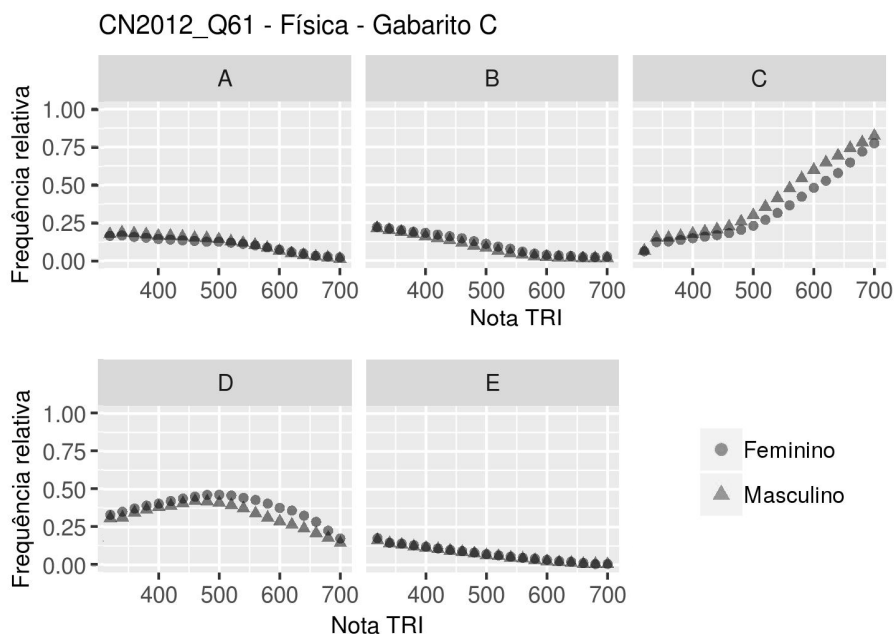 CN2012_Q61 - Física - Gabarito C
A B C
Frequência relativa
1.00
0.75
0.50
0.25
0.00
400 500 600 700 400 500 600 700 400 500 600 700
Nota TRI
D E
Frequência relativa
1.00
0.75
0.50
0.25
0.00
400 500 600 700 400 500 600 700
Nota TRI
Feminino
Masculino